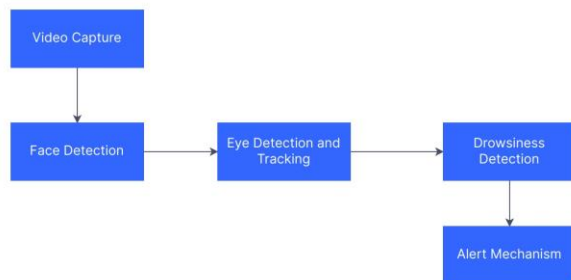 Video Capture
Face Detection
Eye Detection and
Tracking
Drowsiness
Detection
Alert Mechanism